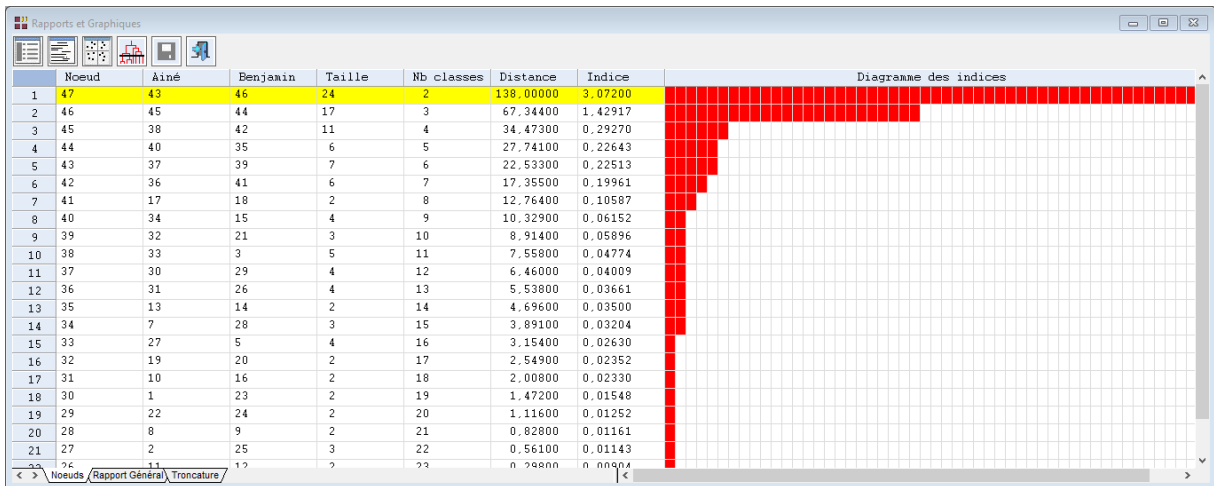 Rapports et Graphiques
Noeud Ainé Benjamin Taille Nb classes Distance Indice Diagramme des indices
1 47 43 46 24 2 138,00000 3,07200
2 46 45 44 17 3 67,34400 1,42917
3 45 38 42 11 4 34,47300 0,29270
4 44 40 35 6 5 27,74100 0,22643
5 43 37 39 7 6 22,53300 0,22513
6 42 36 41 6 7 17,35500 0,19961
7 41 17 18 2 8 12,76400 0,10587
8 40 34 15 4 9 10,32900 0,06152
9 39 32 21 3 10 8,91400 0,05896
10 38 33 3 5 11 7,55800 0,04774
11 37 30 29 4 12 6,46000 0,04009
12 36 31 26 4 13 5,53800 0,03661
13 35 13 14 2 14 4,69600 0,03500
14 34 7 28 3 15 3,89100 0,03204
15 33 27 5 4 16 3,15400 0,02630
16 32 19 20 2 17 2,54900 0,02352
17 31 10 16 2 18 2,00800 0,02330
18 30 1 23 2 19 1,47200 0,01548
19 29 22 24 2 20 1,11600 0,01252
20 28 8 9 2 21 0,82800 0,01161
21 27 2 25 3 22 0,56100 0,01143
22 26 11 12 2 23 0,29800 0,00904
Noeuds Rapport Général Troncature